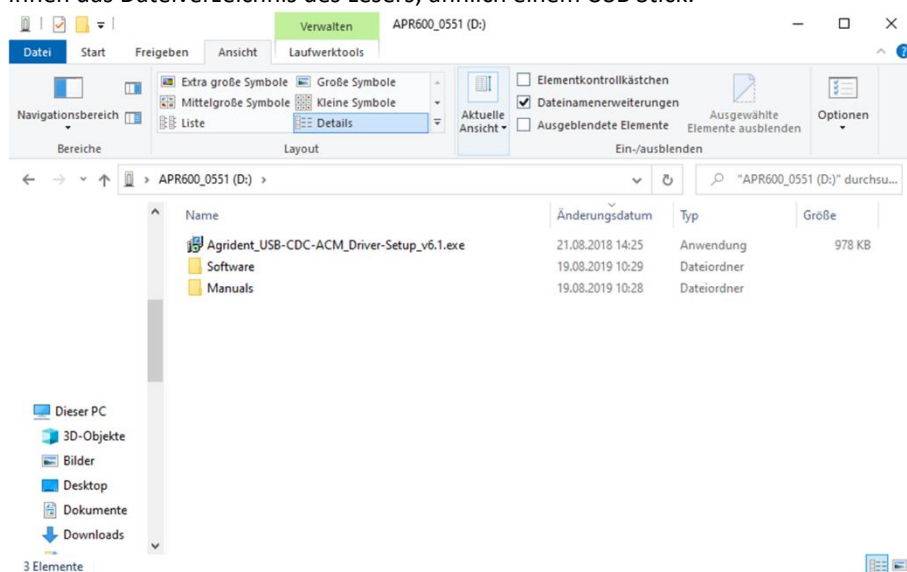 Ihnen das Dateiverzeichnis des Lesers, ähnlich einem USB Stick.
Verwalten
APR600_0551 (D:)
Datei
Start
Freigeben
Ansicht
Laufwerktools
Navigationsbereich
Bereiche
Extra große Symbole
Große Symbole
Mittelgroße Symbole
Kleine Symbole
Liste
Details
Layout
Aktuelle
Ansicht
Elementkontrollkästchen
Dateinamenerweiterungen
Ausgeblendete Elemente
Ausgewählte
Elemente ausblenden
Ein-/ausblenden
Optionen
APR600_0551 (D:)
"APR600_0551 (D:)" durchsu...
Name Änderungsdatum Typ Größe
Agrident_USB-CDC-ACM_Driver-Setup_v6.1.exe 21.08.2018 14:25 Anwendung 978 KB
Software 19.08.2019 10:29 Dateiordner
Manuals 19.08.2019 10:28 Dateiordner
Dieser PC
3D-Objekte
Bilder
Desktop
Dokumente
Downloads
3 Elemente